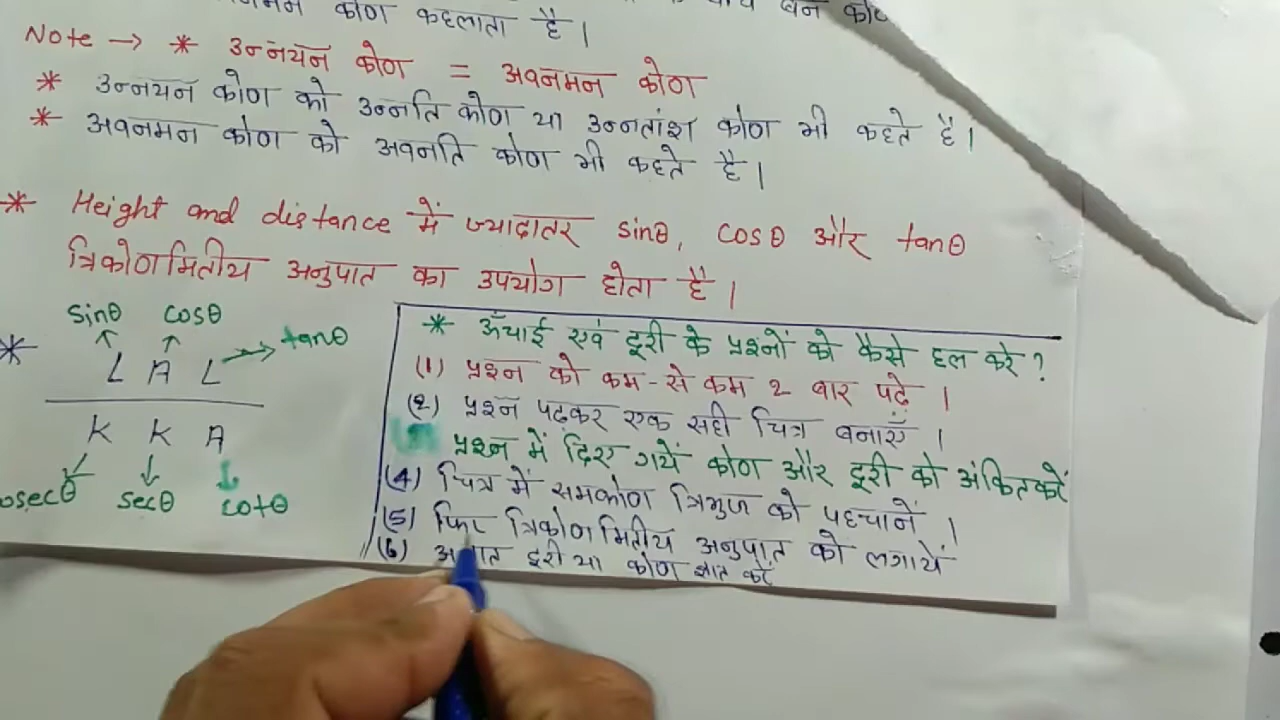 कोण कहलाता है।
Note → * उन्नयन कोण = अवनमन कोण
* उन्नयन कोण को उन्नति कोण या उन्नतांश कोण भी कहते है।
* अवनमन कोण को अवनति कोण भी कहते है।
* Height and distance में ज्यादातर sinθ, cosθ और tanθ
त्रिकोणमितीय अनुपात का उपयोग होता है।
sinθ cosθ tanθ
* L A L
K K A
secθ cotθ
* ऊँचाई एवं दूरी के प्रश्नों को कैसे हल करे?
(1) प्रश्न को कम-से कम 2 बार पढ़े।
(2) प्रश्न पढ़कर एक सही चित्र बनाएँ।
प्रश्न में दिए गयें कोण और दूरी को अंकित करें
(4) चित्र में समकोण त्रिभुज को पहचानें।
(5) फिर त्रिकोणमितीय अनुपात को लगायें
(6) दूरी या कोण ज्ञात करें